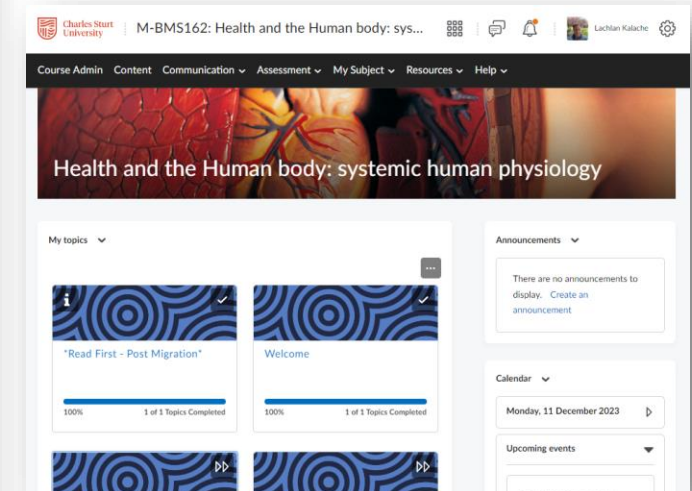 Charles Sturt
University
M-BMS162: Health and the Human body: sys...
Lachlan Kalache
Course Admin Content Communication Assessment My Subject Resources Help
Health and the Human body: systemic human physiology
My topics
...
i
*Read First - Post Migration*
100% 1 of 1 Topics Completed
Welcome
100% 1 of 1 Topics Completed
Announcements
There are no announcements to
display. Create an
announcement
Calendar
Monday, 11 December 2023
Upcoming events